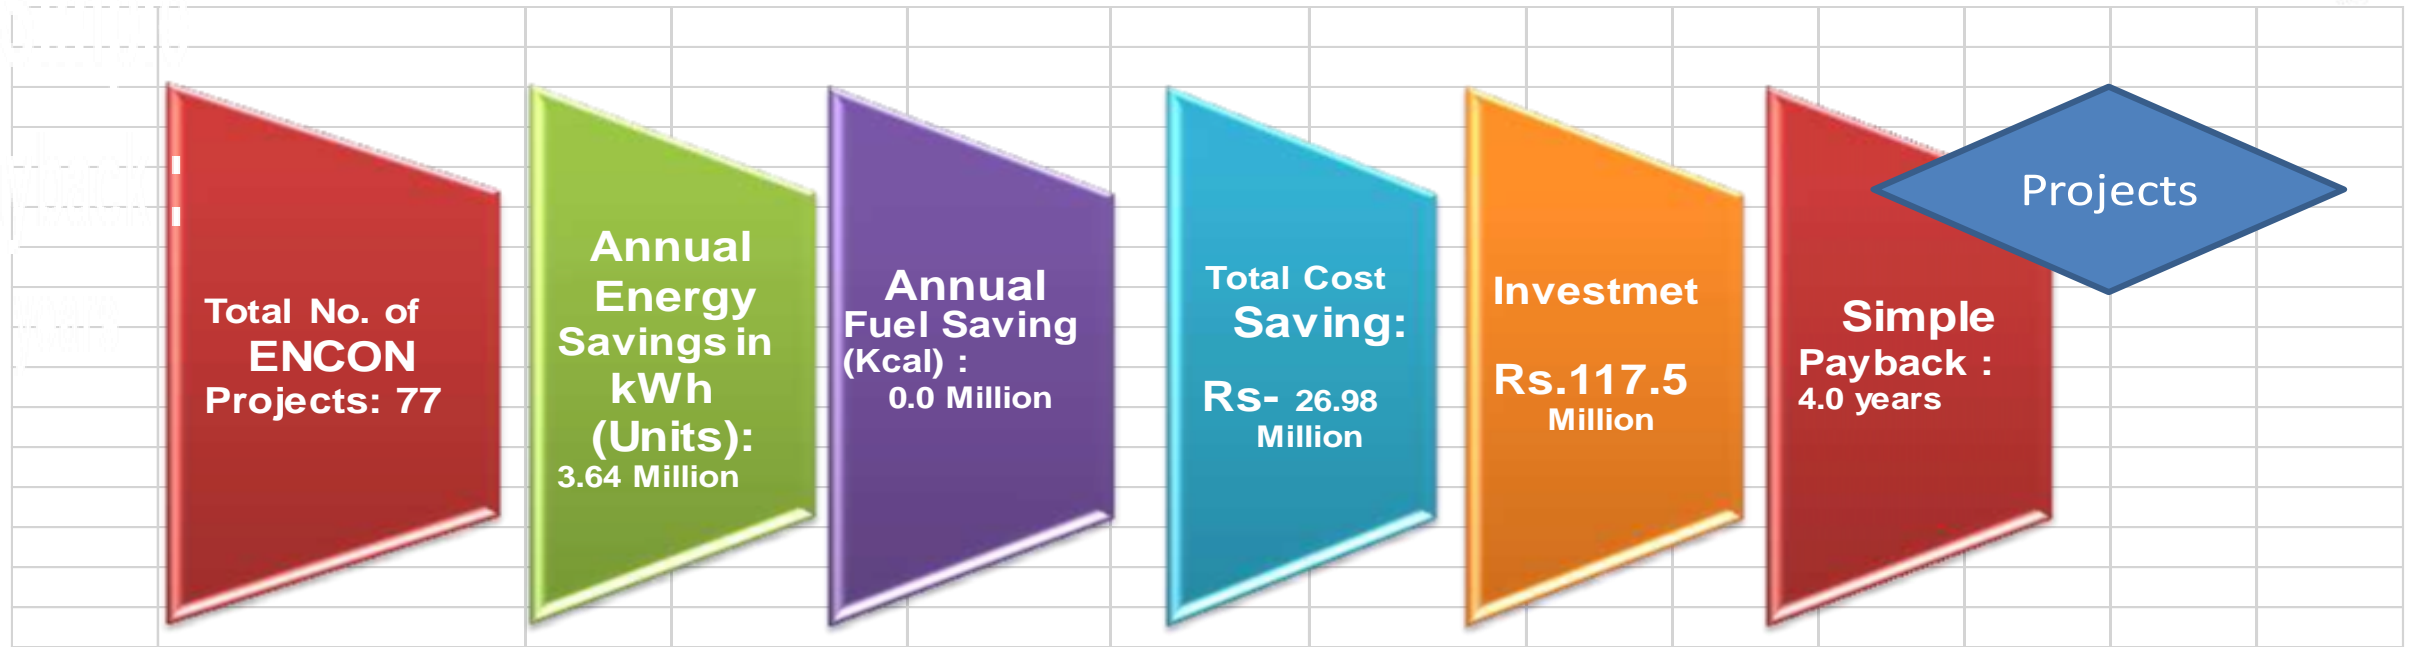 Total No. of
ENCON
Projects: 77
Annual
Energy
Savings in
kWh
(Units):
3.64 Million
Annual
Fuel Saving
(Kcal) :
0.0 Million
Total Cost
Saving:
Rs- 26.98
Million
Investmet
Rs.117.5
Million
Simple
Payback :
4.0 years
Projects